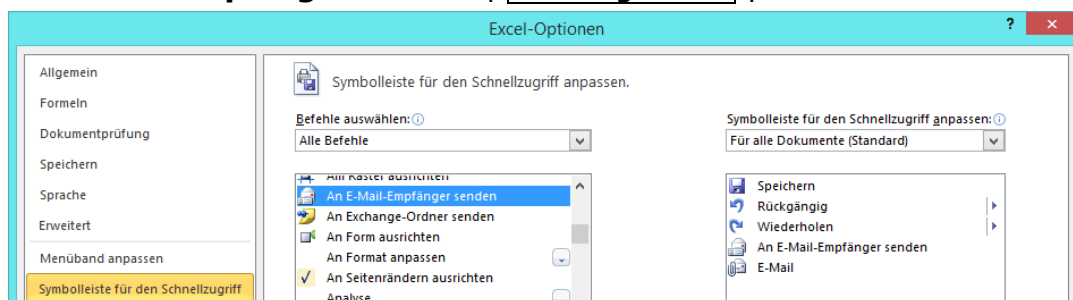 Excel-Optionen
?
×
Allgemein
Formeln
Dokumentprüfung
Speichern
Sprache
Erweitert
Menüband anpassen
Symbolleiste für den Schnellzugriff
Symbolleiste für den Schnellzugriff anpassen.
Befehle auswählen:
Alle Befehle
Am Raster ausrichten
An E-Mail-Empfänger senden
An Exchange-Ordner senden
An Form ausrichten
An Format anpassen
An Seitenrändern ausrichten
Analyse
Symbolleiste für den Schnellzugriff anpassen:
Für alle Dokumente (Standard)
Speichern
Rückgängig
Wiederholen
An E-Mail-Empfänger senden
E-Mail